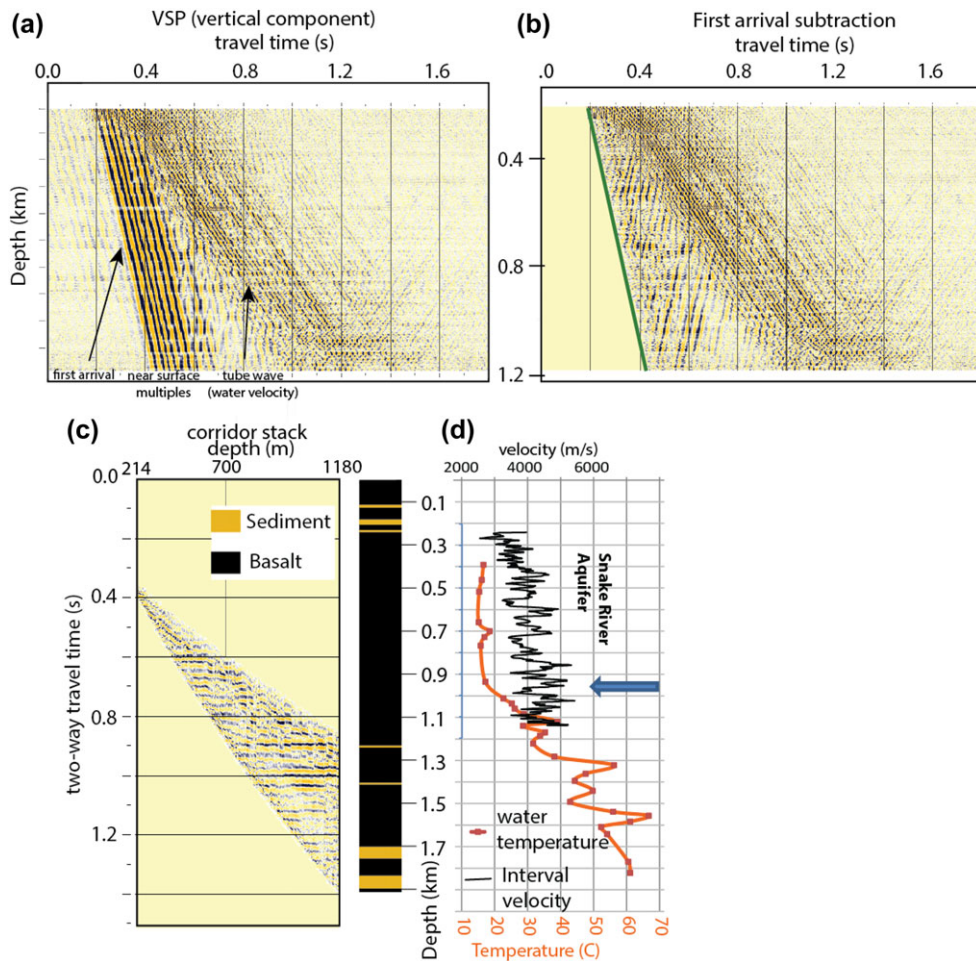 (a)
VSP (vertical component)
travel time (s)
0.0 0.4 0.8 1.2 1.6
Depth (km)
first arrival
near surface
multiples
tube wave
(water velocity)
(b)
First arrival subtraction
travel time (s)
.0 0.4 0.8 1.2 1.6
0.4
0.8
1.2
(c)
corridor stack
depth (m)
214 700 1180
0.0
0.4
0.8
1.2
two-way travel time (s)
Sediment
Basalt
(d)
velocity (m/s)
2000 4000 6000
0.1
0.3
0.5
0.7
0.9
1.1
1.3
1.5
1.7
Depth (km)
Snake River
Aquifer
water
temperature
Interval
velocity
10 20 30 40 50 60 70
Temperature (C)